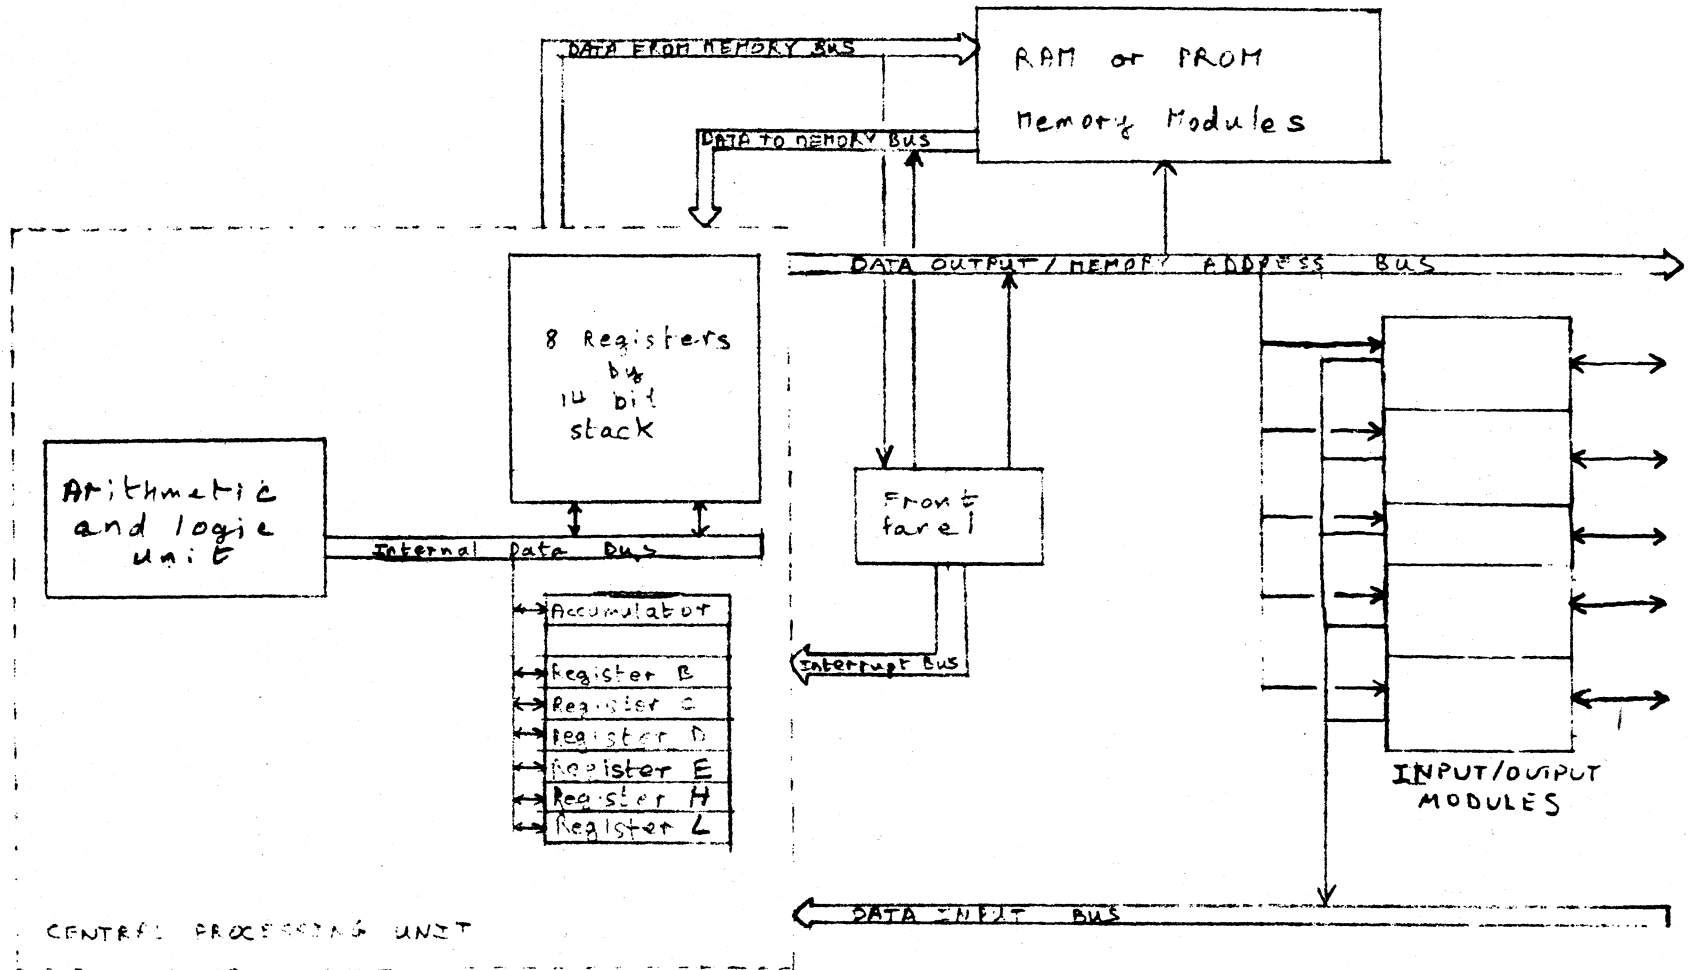 DATA FROM MEMORY BUS
RAM or PROM
Memory Modules
DATA TO MEMORY BUS
DATA OUTPUT / MEMORY ADDRESS BUS
8 Registers
by
14 bit
stack
Arithmetic
and logic
unit
Front
Internal Data Bus
Accumulator
Register B
Register C
Register D
Register E
Register H
Register L
Interrupt Bus
INPUT/OUTPUT
MODULES
DATA INPUT BUS
CENTRAL PROCESSING UNIT